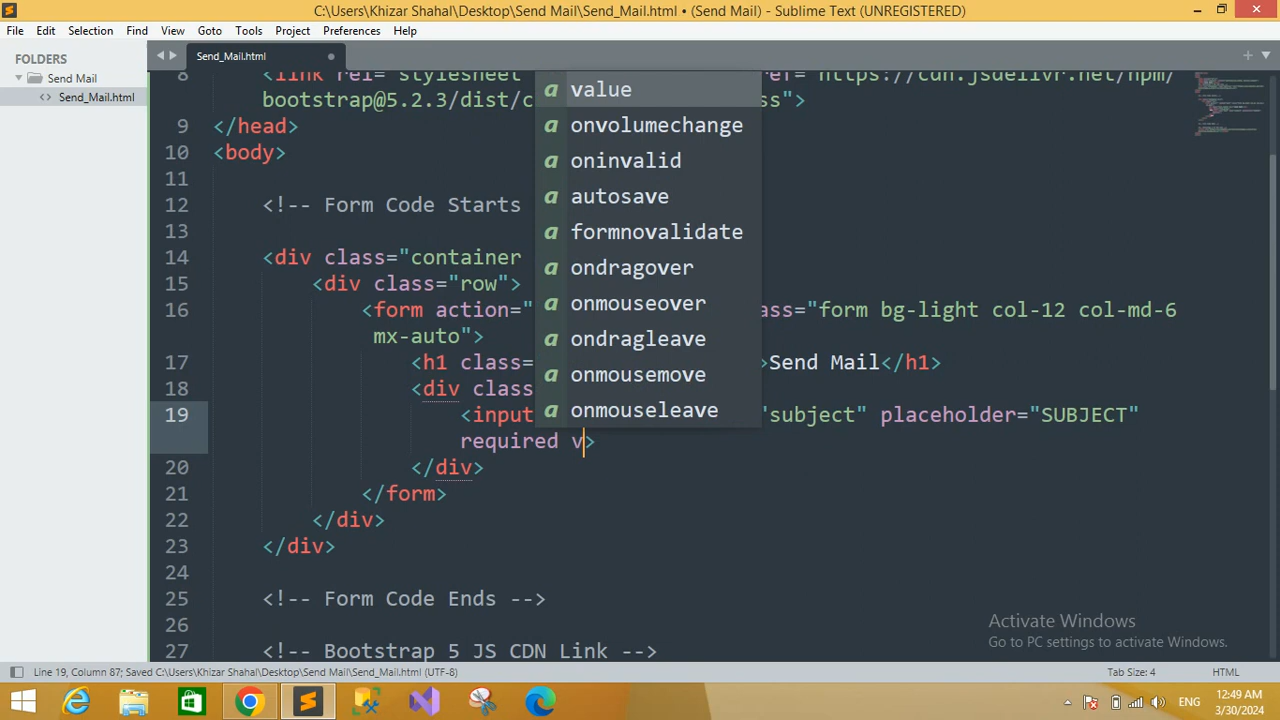 C:\Users\Khizar Shahal\Desktop\Send Mail\Send_Mail.html • (Send Mail) - Sublime Text (UNREGISTERED)
File Edit Selection Find View Goto Tools Project Preferences Help
FOLDERS
Send Mail
Send_Mail.html
Send_Mail.html
8 <link rel="stylesheet ref="https://cdn.jsdelivr.net/npm/
bootstrap@5.2.3/dist/c ss">
9 </head>
10 <body>
11
12 <!-- Form Code Starts
13
14 <div class="container
15 <div class="row">
16 <form action=" ass="form bg-light col-12 col-md-6
mx-auto">
17 <h1 class= >Send Mail</h1>
18 <div class
19 <input "subject" placeholder="SUBJECT"
required v>
20 </div>
21 </form>
22 </div>
23 </div>
24
25 <!-- Form Code Ends -->
26
27 <!-- Bootstrap 5 JS CDN Link -->
a value
a onvolumechange
a oninvalid
a autosave
a formnovalidate
a ondragover
a onmouseover
a ondragleave
a onmousemove
a onmouseleave
Activate Windows
Go to PC settings to activate Windows.
Line 19, Column 87; Saved C:\Users\Khizar Shahal\Desktop\Send Mail\Send_Mail.html (UTF-8)
Tab Size: 4
HTML
ENG
12:49 AM
3/30/2024